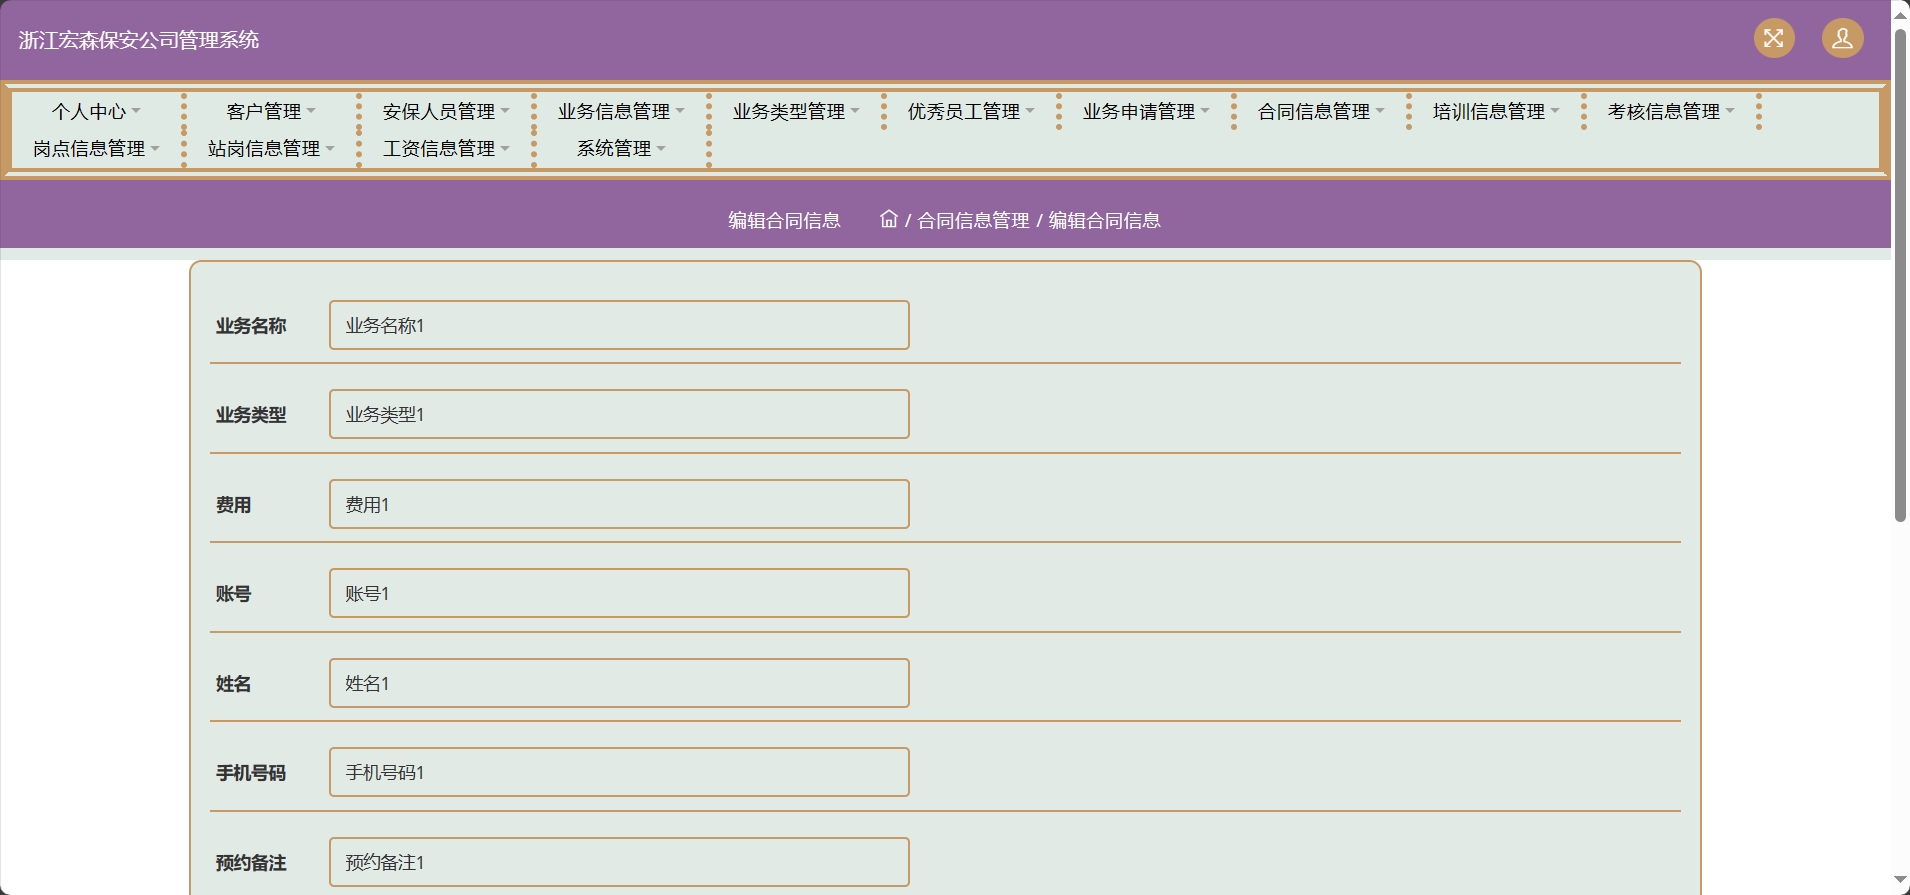 浙江宏森保安公司管理系统
个人中心 客户管理 安保人员管理 业务信息管理 业务类型管理 优秀员工管理 业务申请管理 合同信息管理 培训信息管理 考核信息管理
岗点信息管理 站岗信息管理 工资信息管理 系统管理
编辑合同信息 / 合同信息管理 / 编辑合同信息
业务名称 业务名称1
业务类型 业务类型1
费用 费用1
账号 账号1
姓名 姓名1
手机号码 手机号码1
预约备注 预约备注1